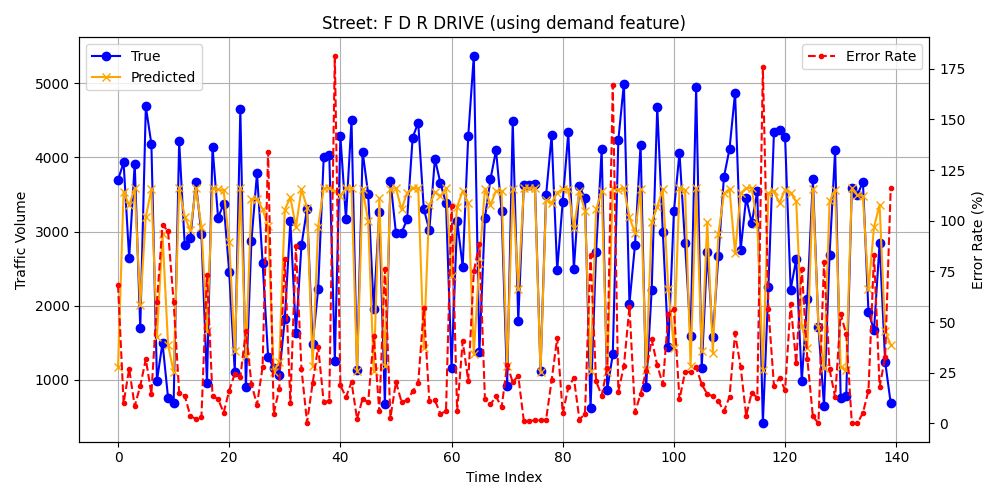 Street: F D R DRIVE (using demand feature)
True
Predicted
Error Rate
Traffic Volume
5000
4000
3000
2000
1000
Error Rate (%)
175
150
125
100
75
50
25
0
0 20 40 60 80 100 120 140
Time Index